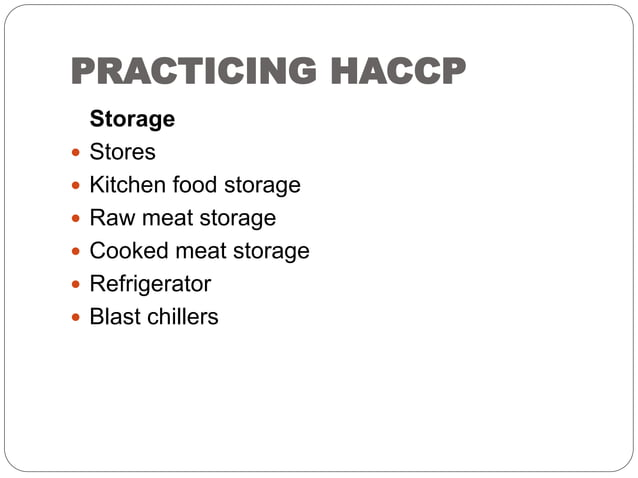 PRACTICING HACCP
Storage
• Stores
• Kitchen food storage
• Raw meat storage
• Cooked meat storage
• Refrigerator
• Blast chillers